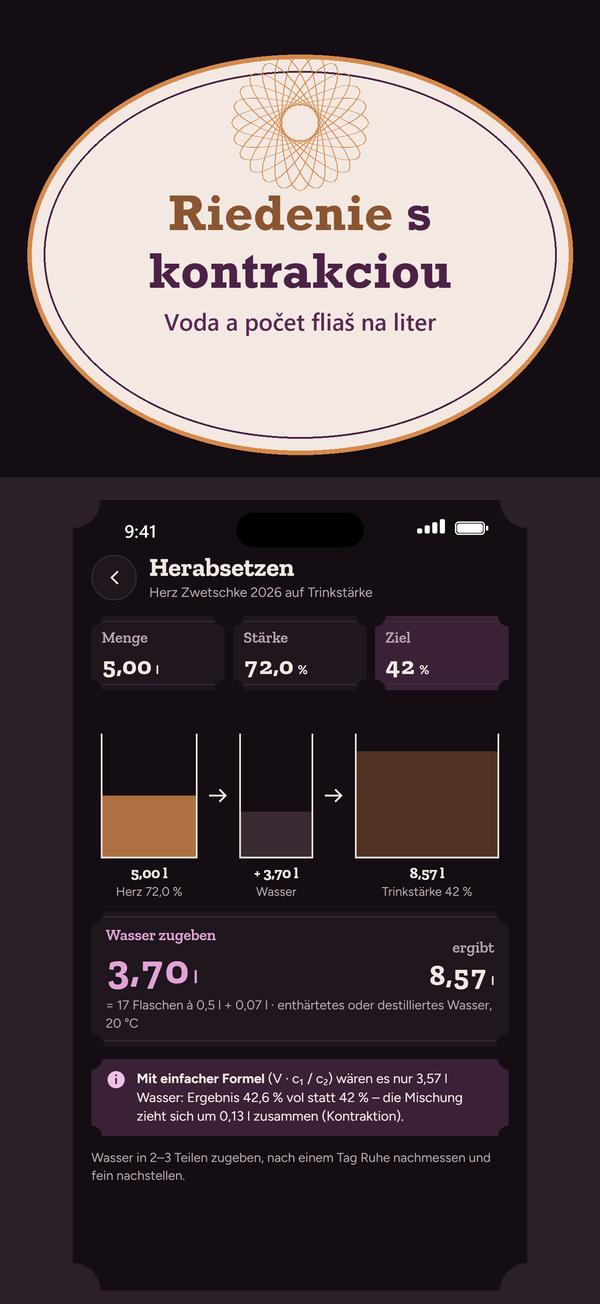 Riedenie s
kontrakciou
Voda a počet fliaš na liter
9:41
Herabsetzen
Herz Zwetschke 2026 auf Trinkstärke
Menge
5,00 l
Stärke
72,0 %
Ziel
42 %
5,00 l
Herz 72,0 %
+ 3,70 l
Wasser
8,57 l
Trinkstärke 42 %
Wasser zugeben
3,70 l
ergibt
8,57 l
= 17 Flaschen à 0,5 l + 0,07 l · enthärtetes oder destilliertes Wasser,
20 °C
Mit einfacher Formel (V · c₁ / c₂) wären es nur 3,57 l
Wasser: Ergebnis 42,6 % vol statt 42 % – die Mischung
zieht sich um 0,13 l zusammen (Kontraktion).
Wasser in 2–3 Teilen zugeben, nach einem Tag Ruhe nachmessen und
fein nachstellen.